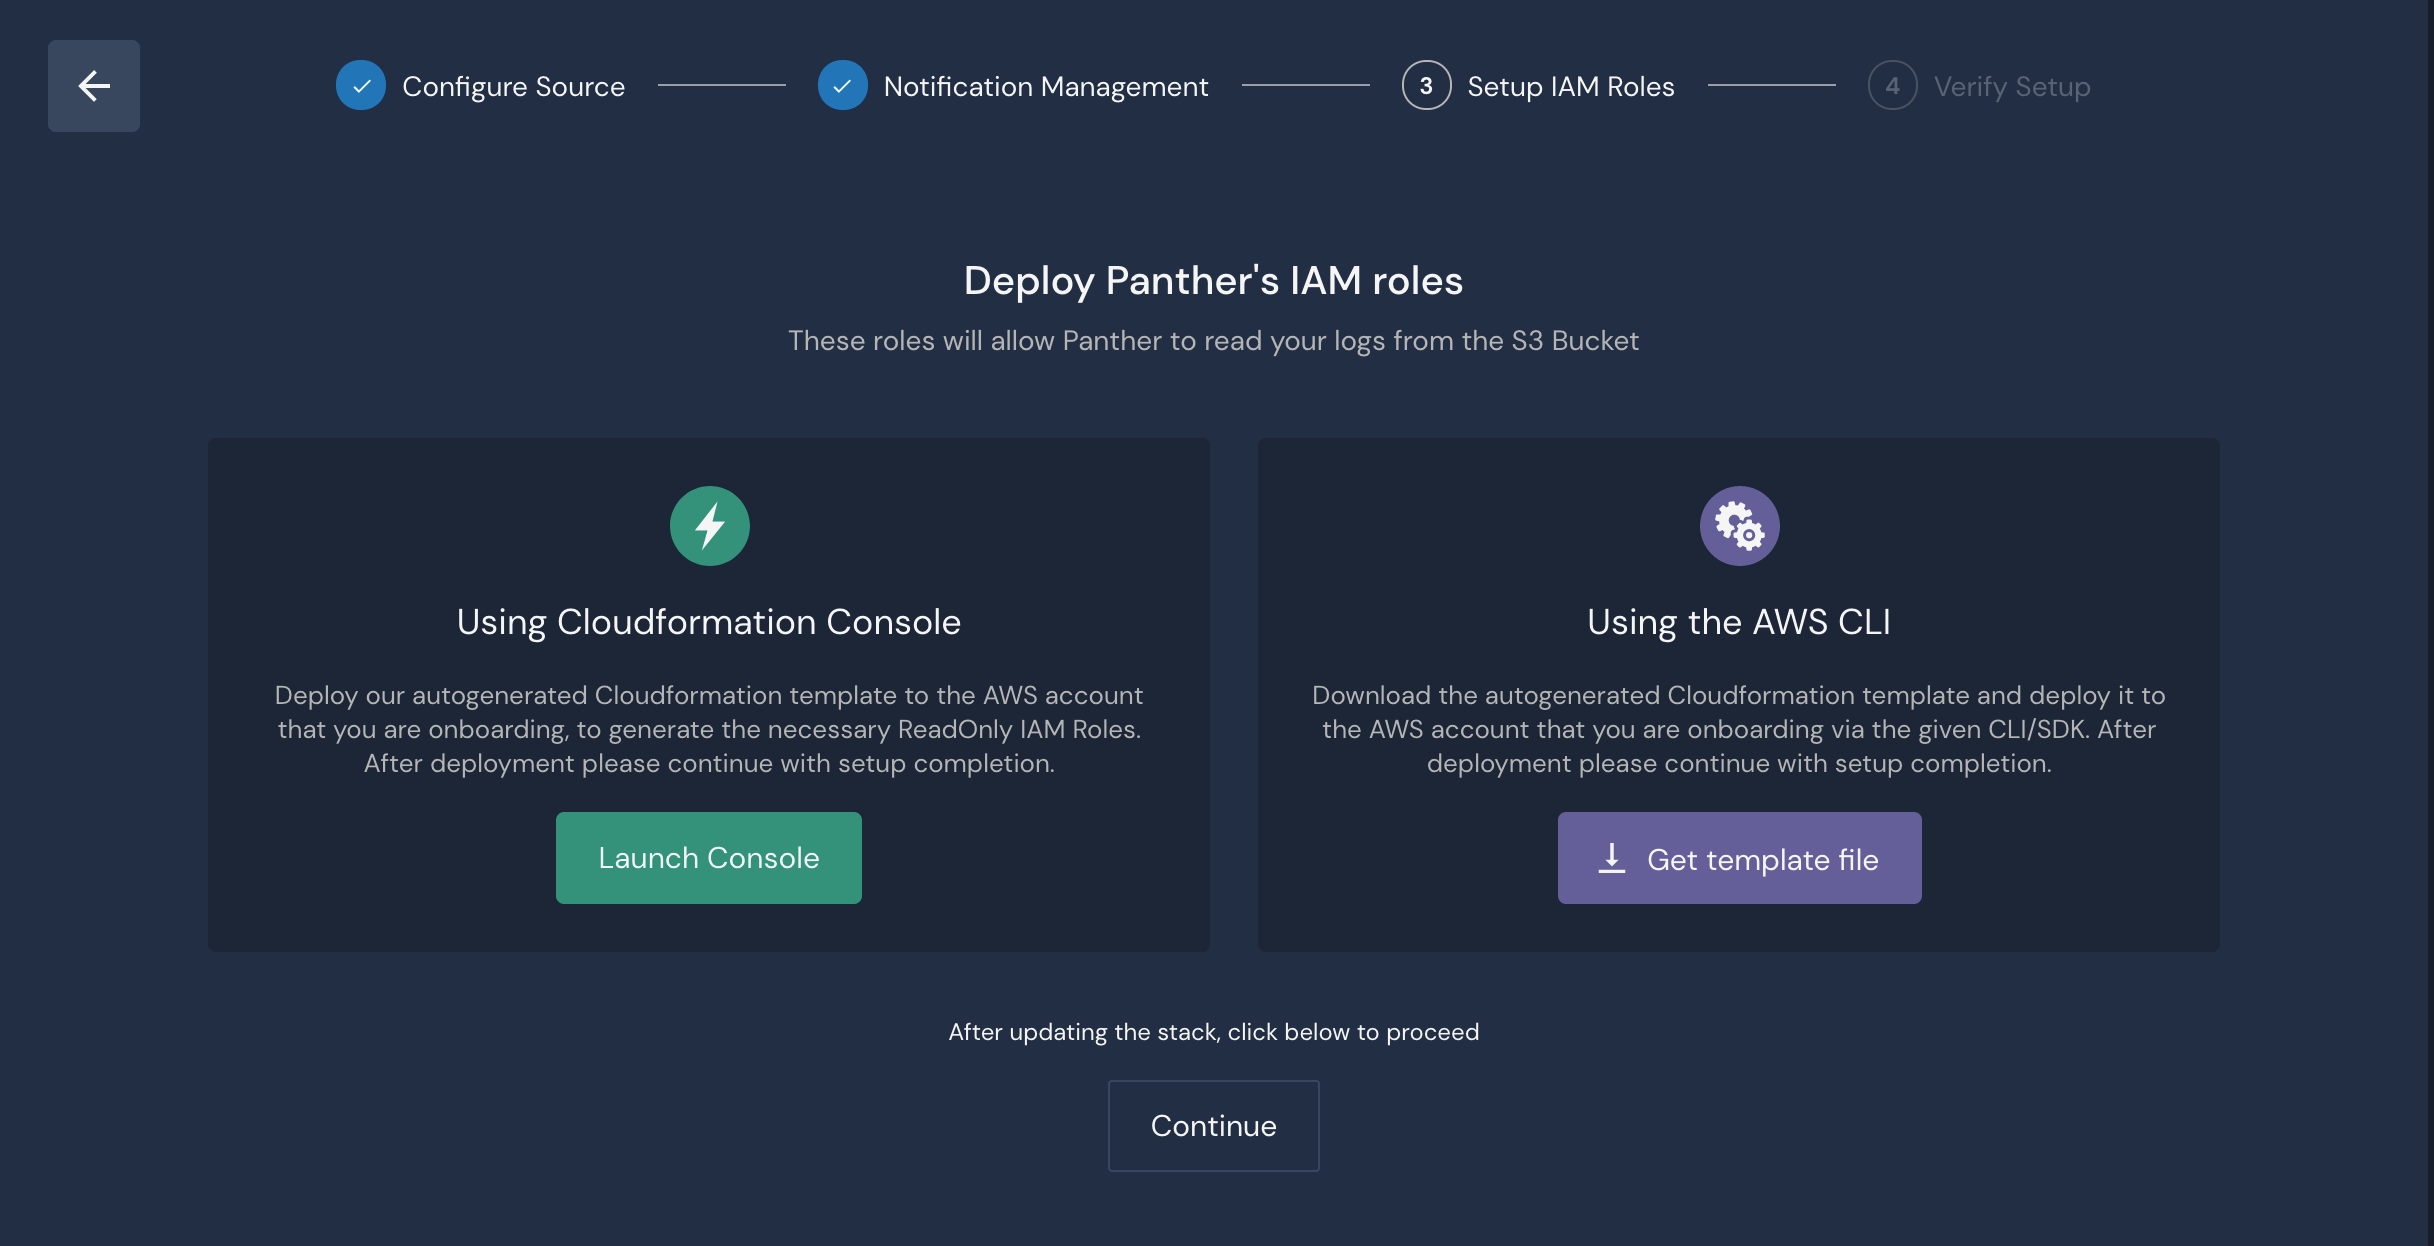 Configure Source
Notification Management
3 Setup IAM Roles
4 Verify Setup
Deploy Panther's IAM roles
These roles will allow Panther to read your logs from the S3 Bucket
Using Cloudformation Console
Deploy our autogenerated Cloudformation template to the AWS account
that you are onboarding, to generate the necessary ReadOnly IAM Roles.
After deployment please continue with setup completion.
Launch Console
Using the AWS CLI
Download the autogenerated Cloudformation template and deploy it to
the AWS account that you are onboarding via the given CLI/SDK. After
deployment please continue with setup completion.
Get template file
After updating the stack, click below to proceed
Continue